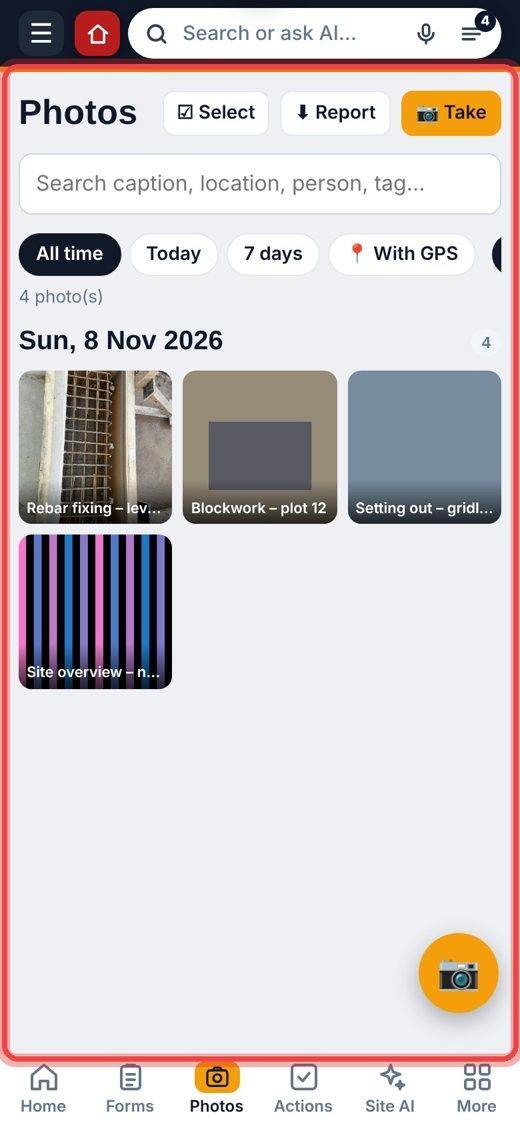 Search or ask AI...
4
Photos
Select
Report
Take
Search caption, location, person, tag...
All time
Today
7 days
With GPS
4 photo(s)
Sun, 8 Nov 2026
4
Rebar fixing – lev...
Blockwork – plot 12
Setting out – gridl...
Site overview – n...
Home
Forms
Photos
Actions
Site AI
More